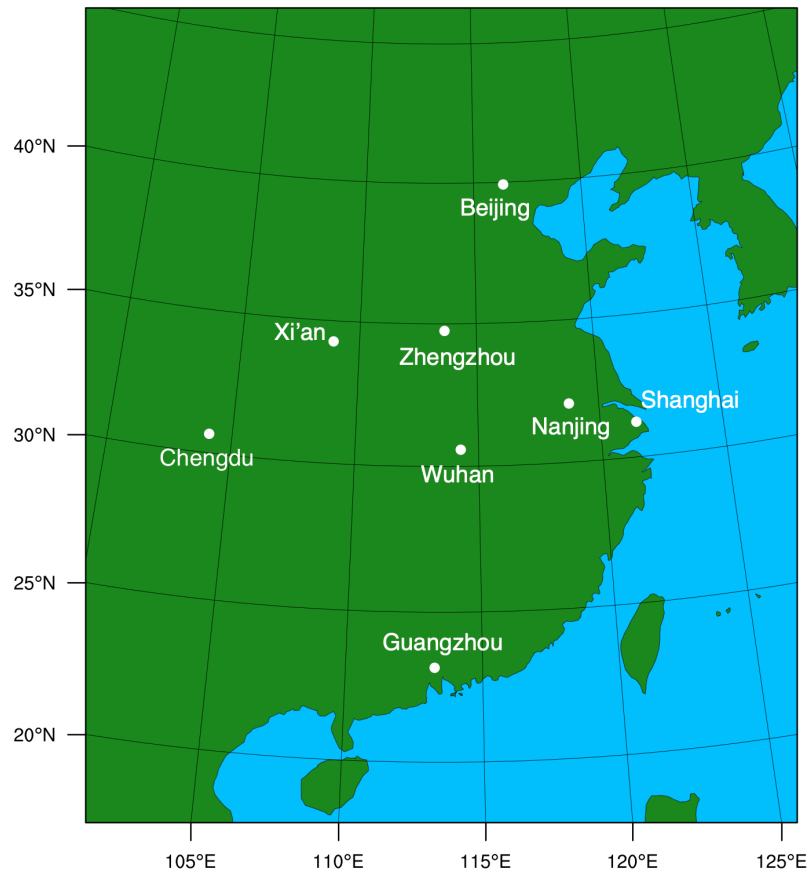 40°N
Beijing
35°N
Xi’an
Zhengzhou
Shanghai
Nanjing
30°N
Chengdu
Wuhan
25°N
Guangzhou
20°N
105°E
110°E
115°E
120°E
125°E